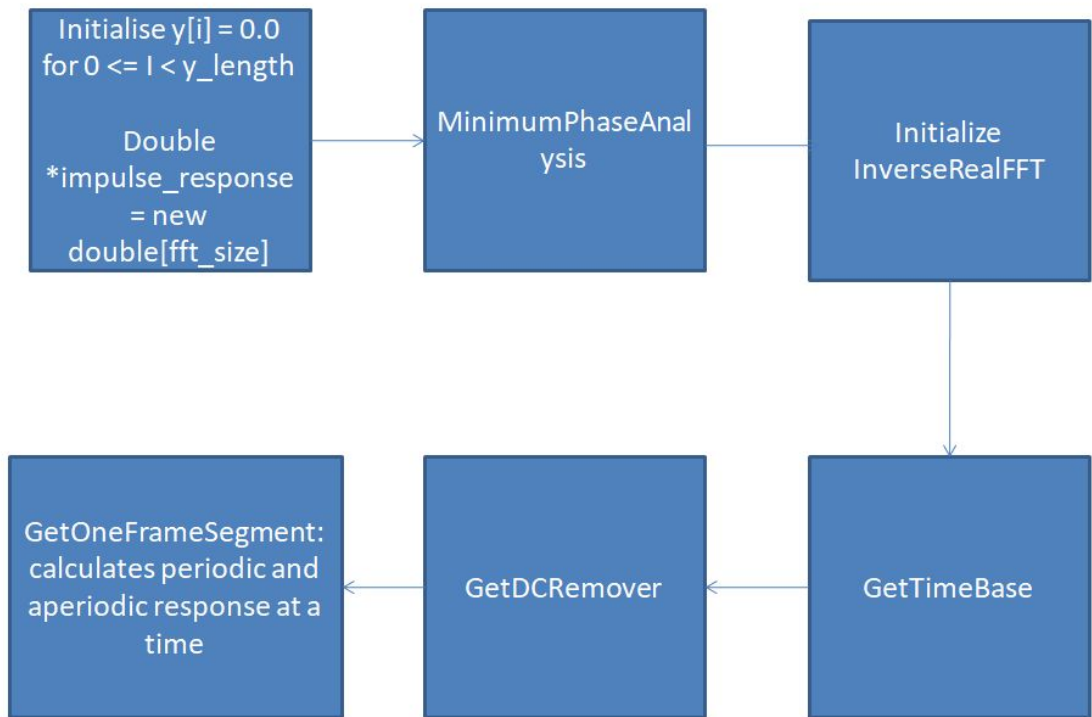 Initialise y[i] = 0.0
for 0 <= I < y_length
Double
*impulse_response
= new
double[fft_size]
MinimumPhaseAnal
ysis
Initialize
InverseRealFFT
GetOneFrameSegment:
calculates periodic and
aperiodic response at a
time
GetDCRemover
GetTimeBase